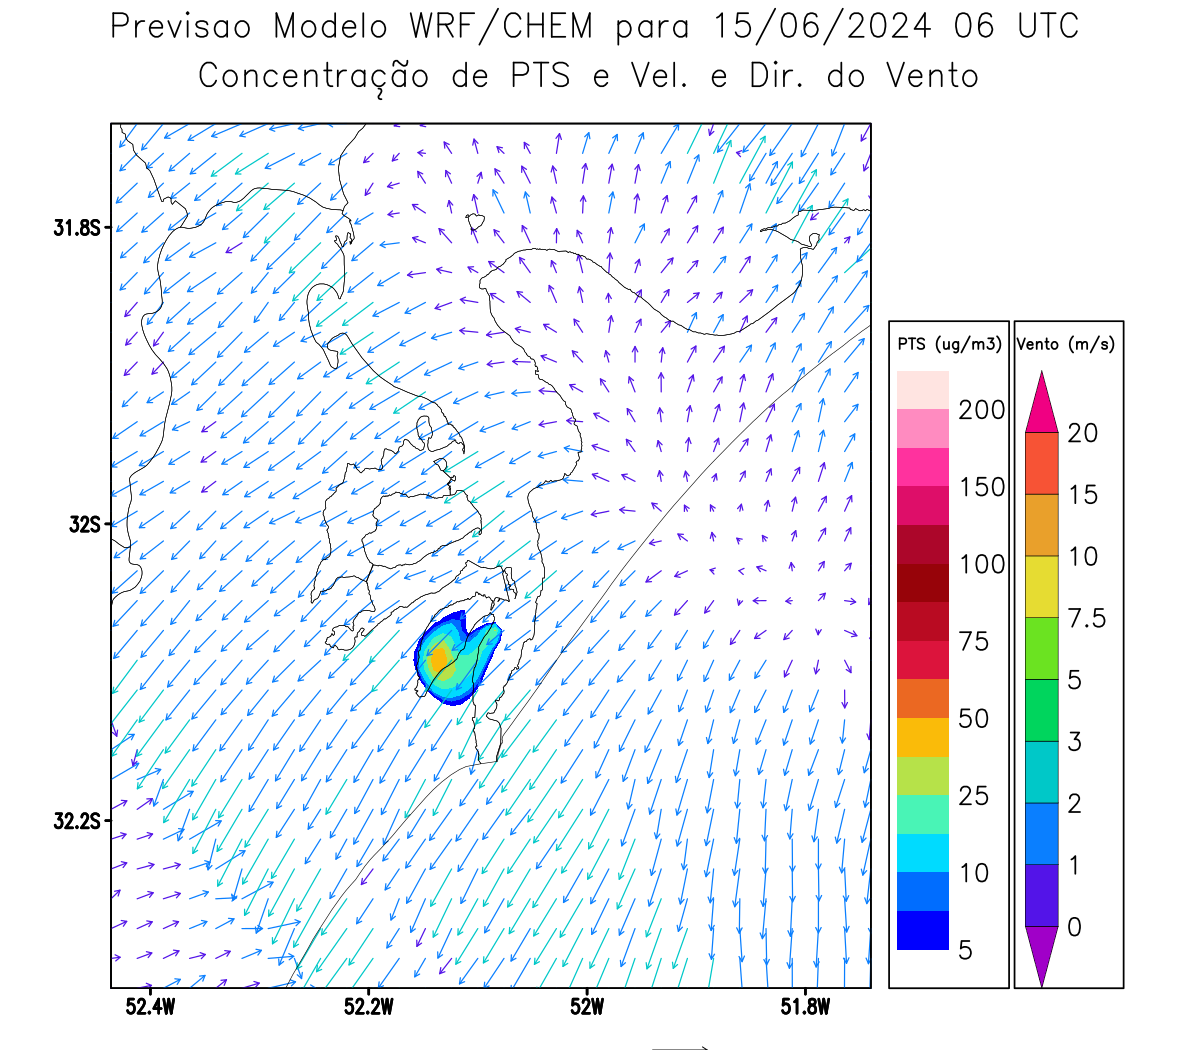 Previsao Modelo WRF/CHEM para 15/06/2024 06 UTC
Concentração de PTS e Vel. e Dir. do Vento
31.8S
32S
32.2S
52.4W 52.2W 52W 51.8W
PTS (ug/m3)
200
150
100
75
50
25
10
5
Vento (m/s)
20
15
10
7.5
5
3
2
1
0